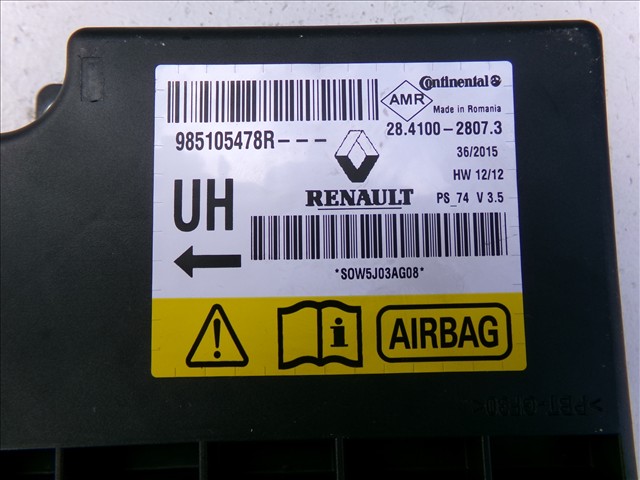 Continental
AMR
Made in Romania
985105478R---
28.4100-2807.3
36/2015
HW 12/12
UH
RENAULT
PS_74 V 3.5
*SOW5J03AG08*
i
AIRBAG